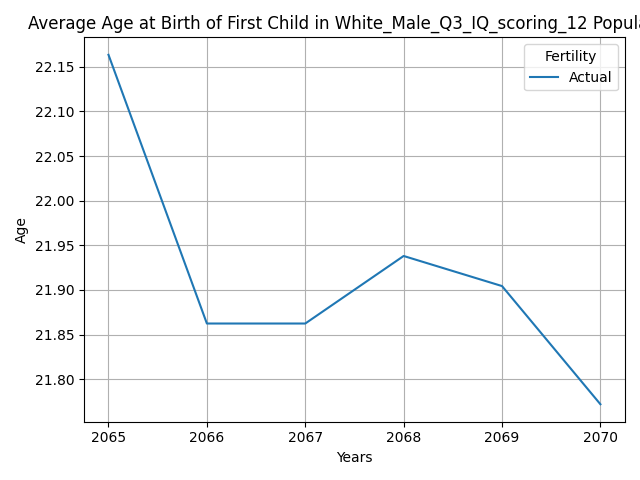 Average Age at Birth of First Child in White_Male_Q3_IQ_scoring_12 Popula
Fertility
Actual
22.15
22.10
22.05
22.00
21.95
21.90
21.85
21.80
Age
2065 2066 2067 2068 2069 2070
Years